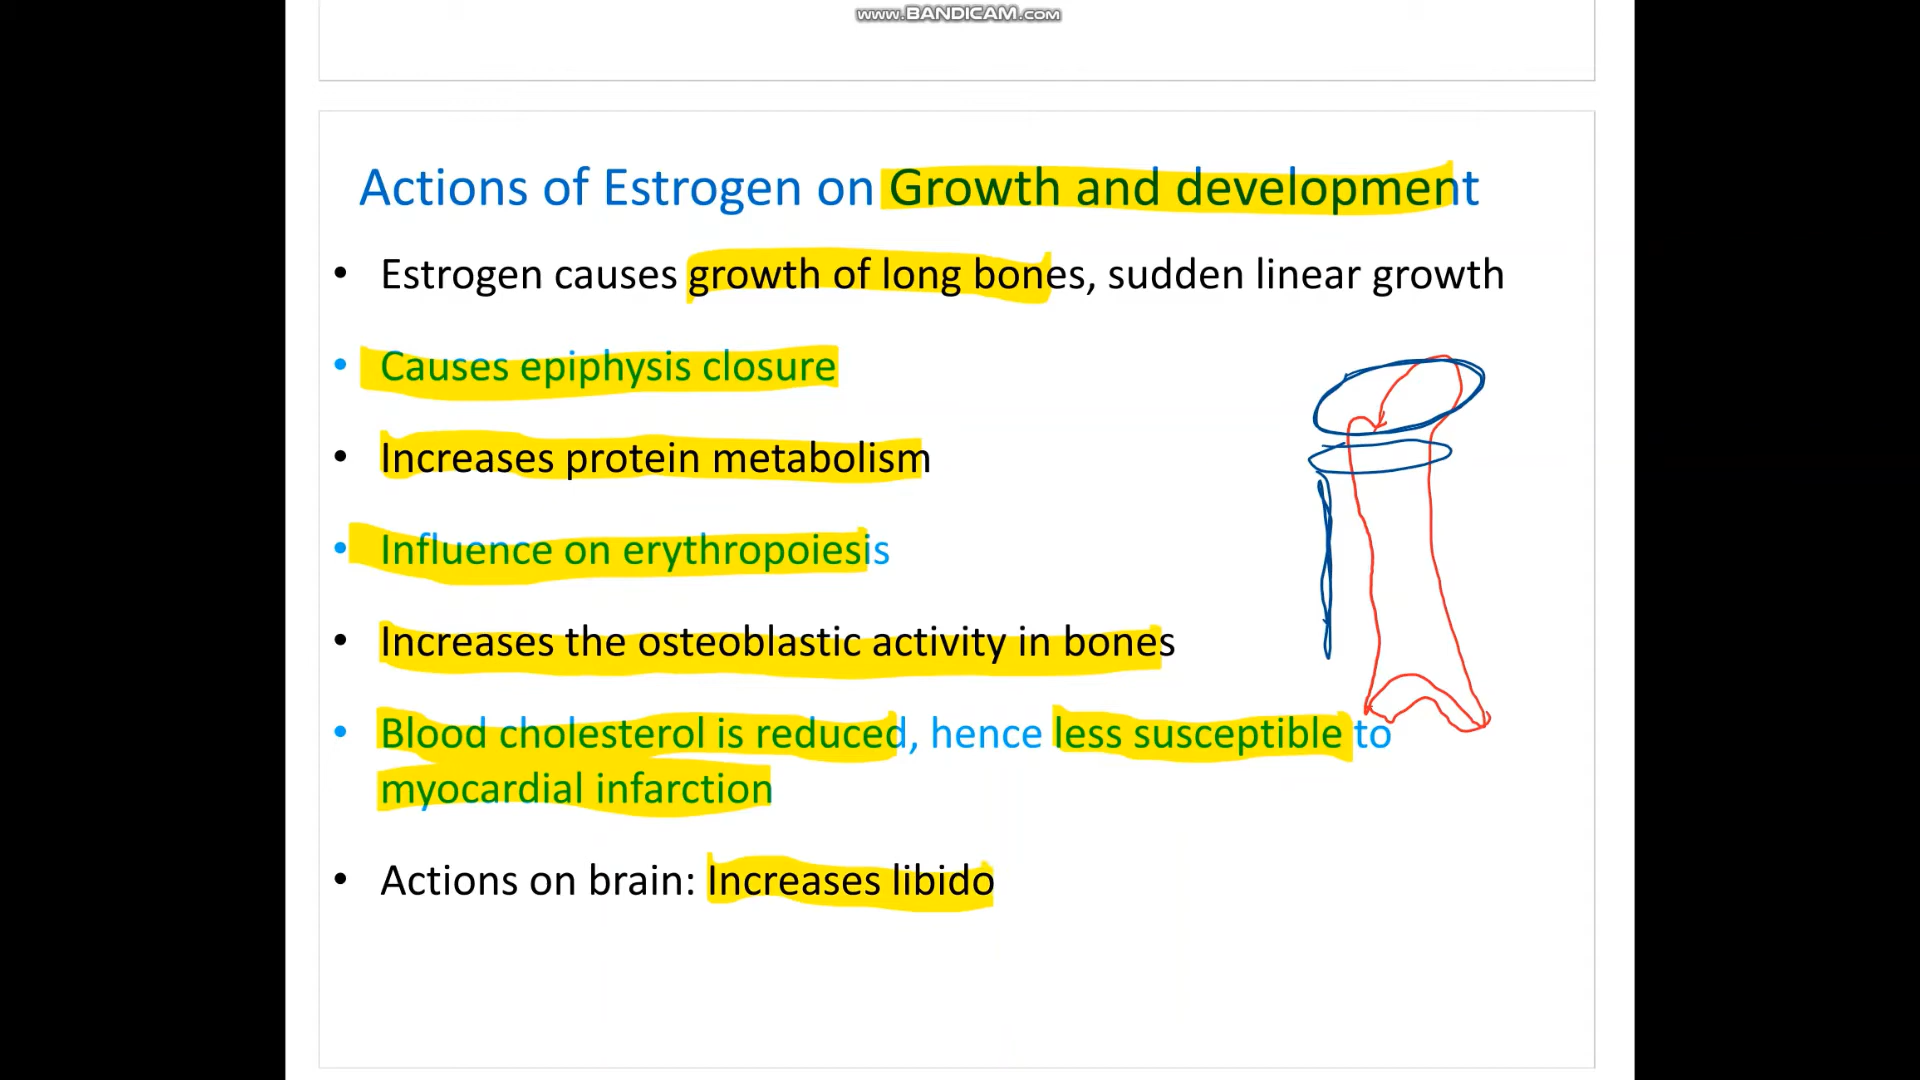 www.BANDICAM.com
Actions of Estrogen on Growth and development
• Estrogen causes growth of long bones, sudden linear growth
• Causes epiphysis closure
• Increases protein metabolism
• Influence on erythropoiesis
• Increases the osteoblastic activity in bones
• Blood cholesterol is reduced, hence less susceptible to
myocardial infarction
• Actions on brain: Increases libido